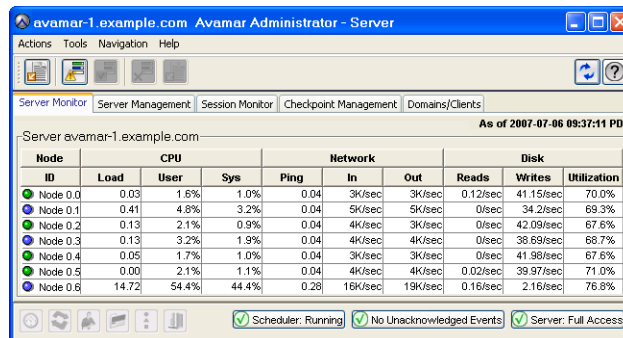 avamar-1.example.com Avamar Administrator - Server
Actions Tools Navigation Help
Server Monitor Server Management Session Monitor Checkpoint Management Domains/Clients
As of 2007-07-06 09:37:11 PD
Server avamar-1.example.com
Node CPU Network Disk
ID Load User Sys Ping In Out Reads Writes Utilization
Node 0.0 0.03 1.6% 1.0% 0.04 3K/sec 3K/sec 0.12/sec 41.15/sec 70.0%
Node 0.1 0.41 4.8% 3.2% 0.04 5K/sec 5K/sec 0/sec 34.2/sec 69.3%
Node 0.2 0.13 2.1% 0.9% 0.04 4K/sec 4K/sec 0/sec 42.09/sec 67.6%
Node 0.3 0.13 3.2% 1.9% 0.04 4K/sec 4K/sec 0/sec 38.69/sec 68.7%
Node 0.4 0.05 1.7% 1.0% 0.04 3K/sec 3K/sec 0/sec 41.98/sec 67.6%
Node 0.5 0.00 2.1% 1.1% 0.04 4K/sec 4K/sec 0.02/sec 39.97/sec 71.0%
Node 0.6 14.72 54.4% 44.4% 0.28 16K/sec 19K/sec 0.16/sec 2.16/sec 76.8%
Scheduler: Running No Unacknowledged Events Server: Full Access